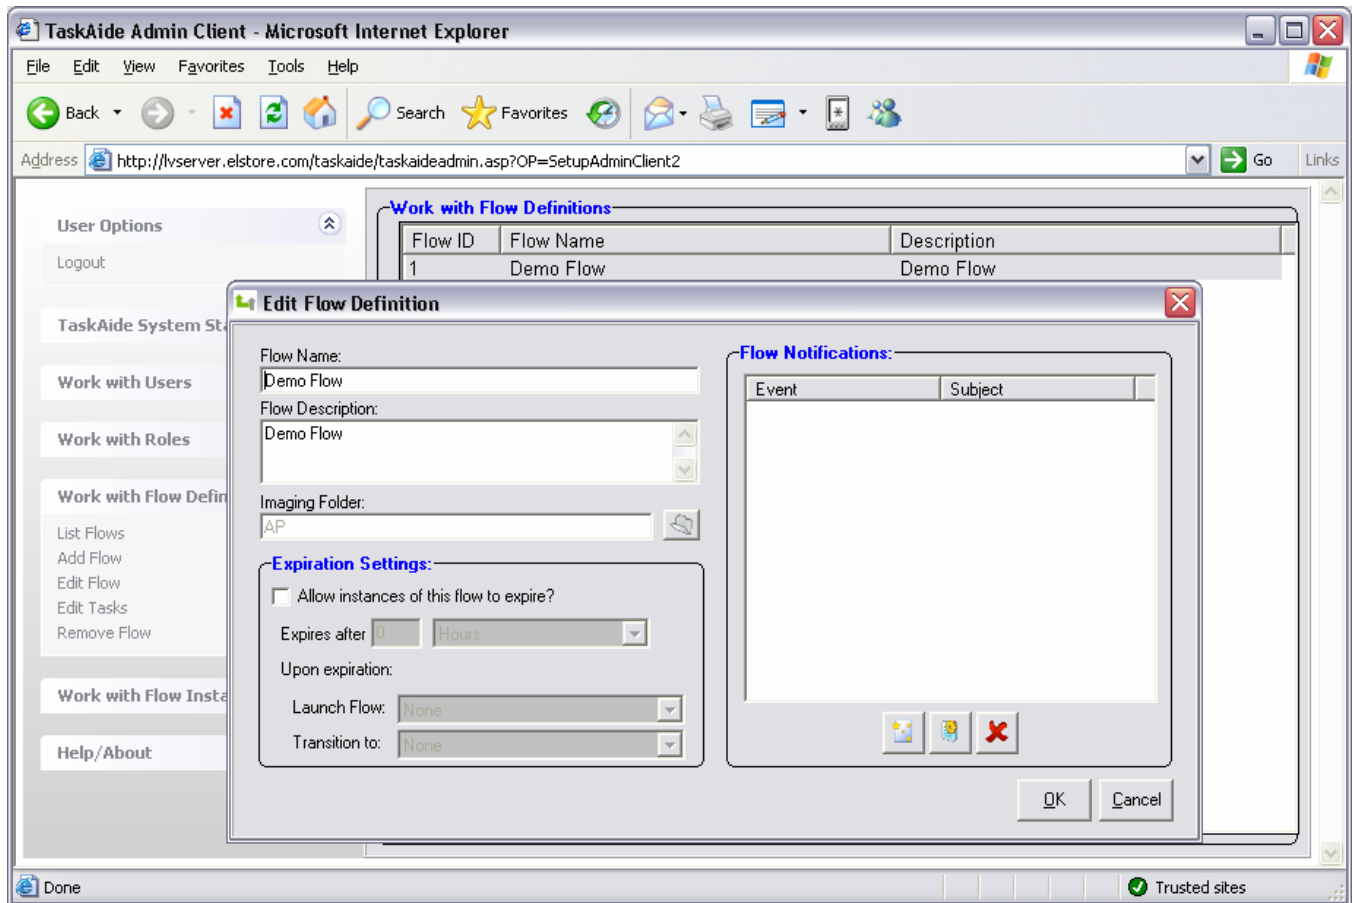 TaskAide Admin Client - Microsoft Internet Explorer
File Edit View Favorites Tools Help
Back Search Favorites
Address http://lvserver.elstore.com/taskaide/taskaideadmin.asp?OP=SetupAdminClient2 Go Links
User Options
Logout
TaskAide System Sta
Work with Users
Work with Roles
Work with Flow Defin
List Flows
Add Flow
Edit Flow
Edit Tasks
Remove Flow
Work with Flow Insta
Help/About
Work with Flow Definitions
Flow ID Flow Name Description
1 Demo Flow Demo Flow
Edit Flow Definition
Flow Name:
Demo Flow
Flow Description:
Demo Flow
Imaging Folder:
AP
Expiration Settings:
Allow instances of this flow to expire?
Expires after 0 Hours
Upon expiration:
Launch Flow: None
Transition to: None
Flow Notifications:
Event Subject
OK Cancel
Done Trusted sites